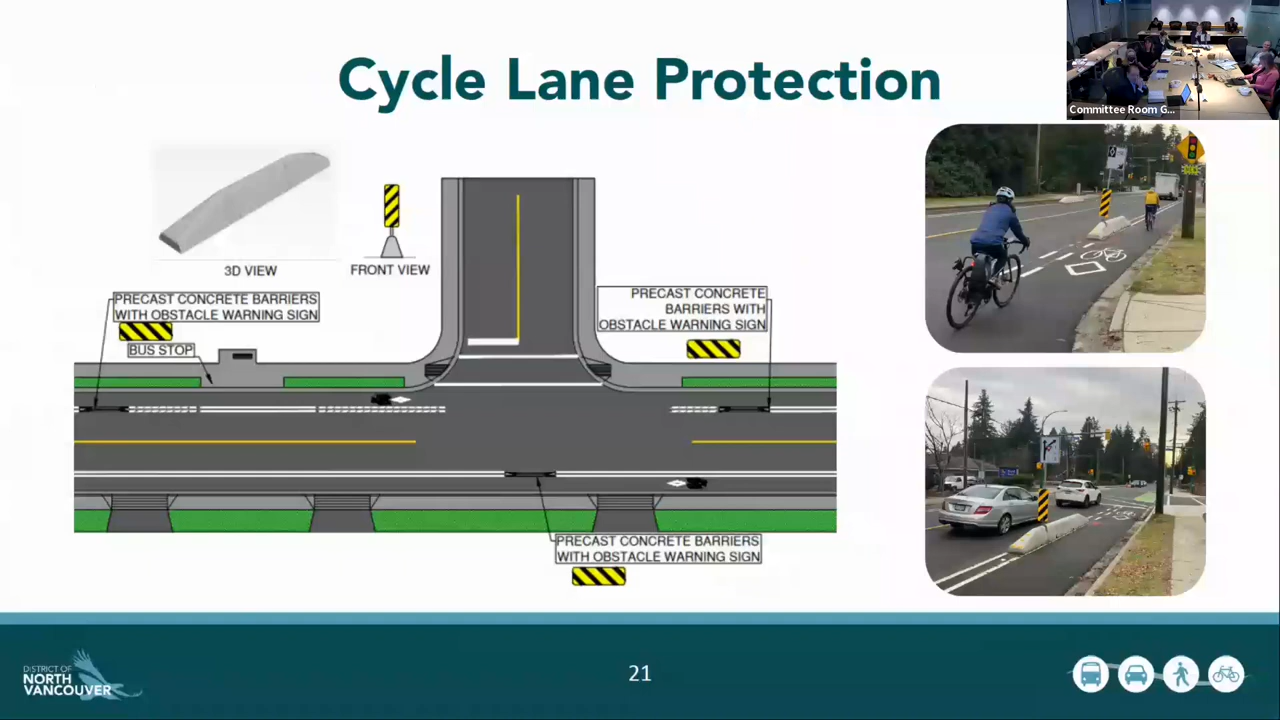 Cycle Lane Protection
Committee Room G...
3D VIEW
FRONT VIEW
PRECAST CONCRETE BARRIERS
WITH OBSTACLE WARNING SIGN
BUS STOP
PRECAST CONCRETE
BARRIERS WITH
OBSTACLE WARNING SIGN
PRECAST CONCRETE BARRIERS
WITH OBSTACLE WARNING SIGN
DISTRICT OF
NORTH
VANCOUVER
21